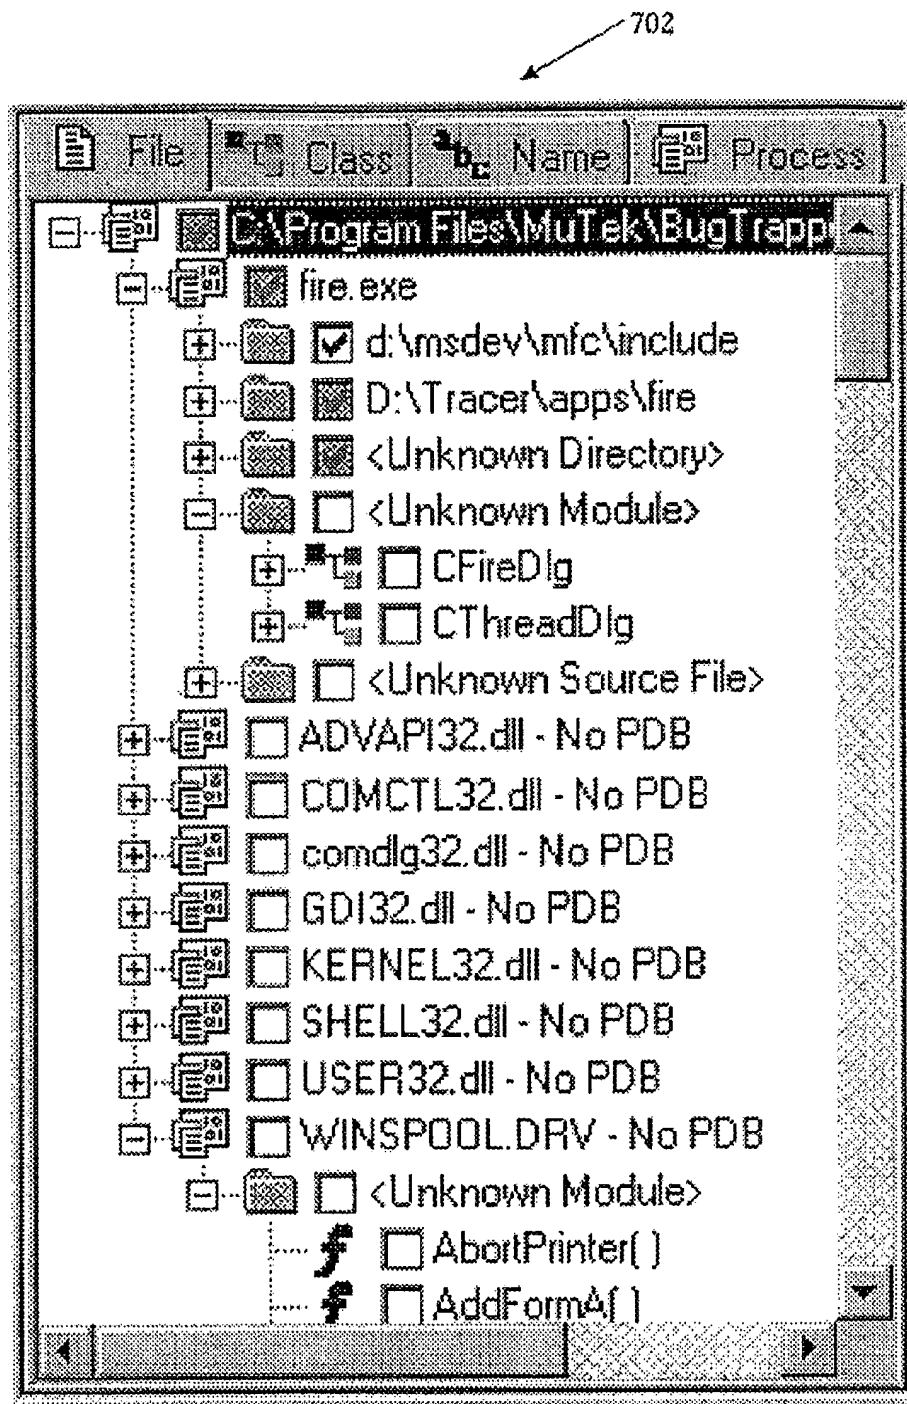 702
File Class Name Process
C:\Program Files\MuTek\BugTrapp
fire.exe
d:\msdev\mfc\include
D:\Tracer\apps\fire
<Unknown Directory>
<Unknown Module>
CFireDlg
CThreadDlg
<Unknown Source File>
ADVAPI32.dll - No PDB
COMCTL32.dll - No PDB
comdlg32.dll - No PDB
GDI32.dll - No PDB
KERNEL32.dll - No PDB
SHELL32.dll - No PDB
USER32.dll - No PDB
WINSPOOL.DRV - No PDB
<Unknown Module>
AbortPrinter( )
AddFormA( )